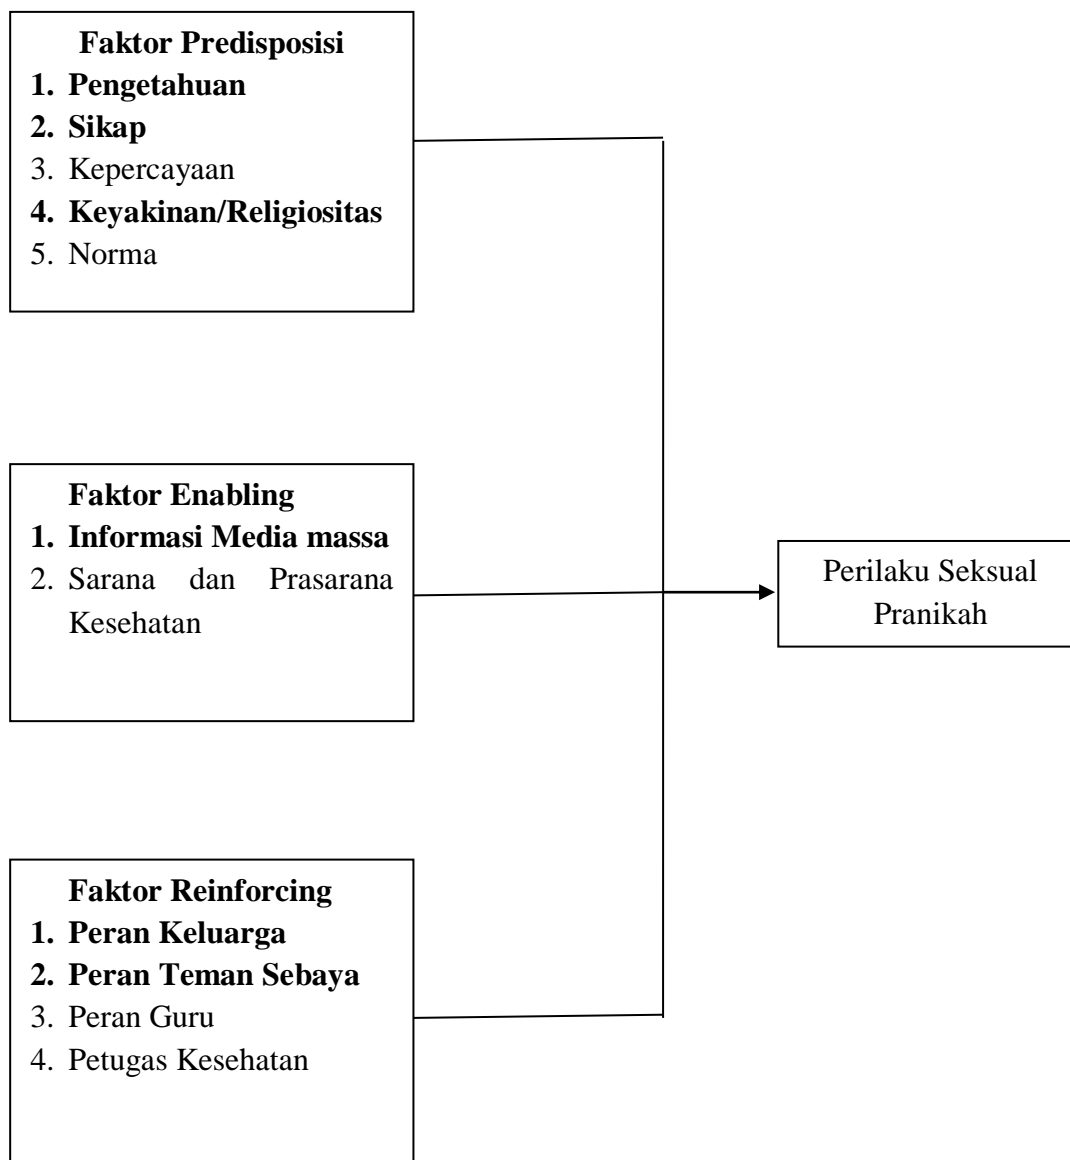 Faktor Predisposisi
1. Pengetahuan
2. Sikap
3. Kepercayaan
4. Keyakinan/Religiositas
5. Norma
Faktor Enabling
1. Informasi Media massa
2. Sarana dan Prasarana
Kesehatan
Perilaku Seksual
Pranikah
Faktor Reinforcing
1. Peran Keluarga
2. Peran Teman Sebaya
3. Peran Guru
4. Petugas Kesehatan